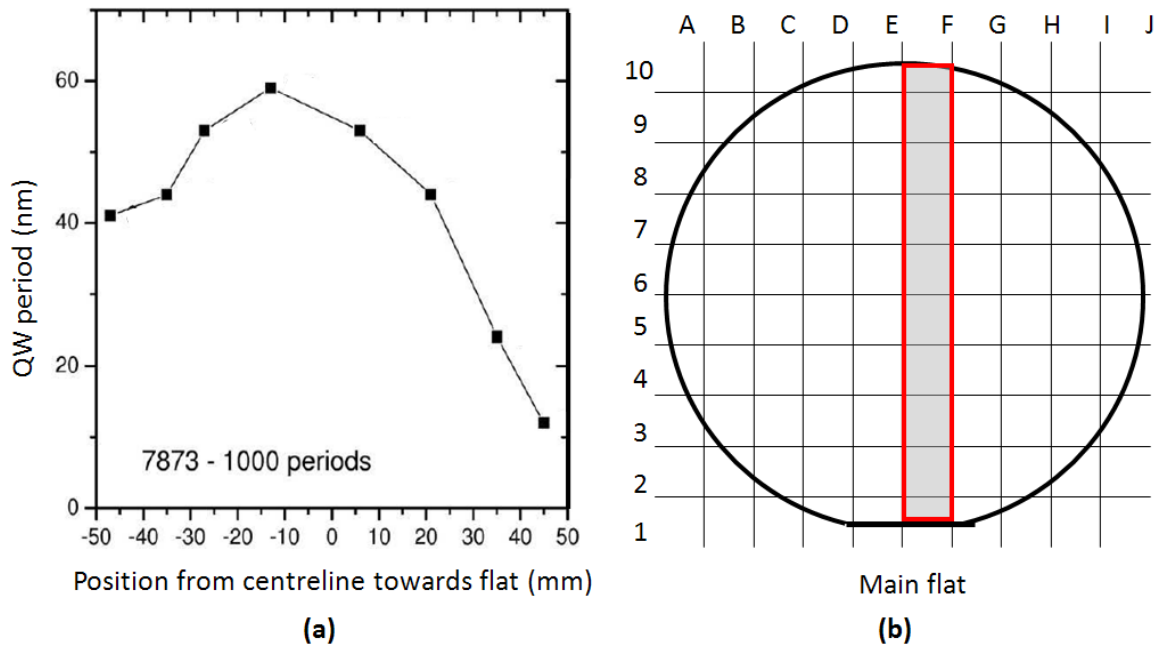 60
40
20
0
QW period (nm)
7873 - 1000 periods
-50 -40 -30 -20 -10 0 10 20 30 40 50
Position from centreline towards flat (mm)
(a)
A B C D E F G H I J
10
9
8
7
6
5
4
3
2
1
Main flat
(b)